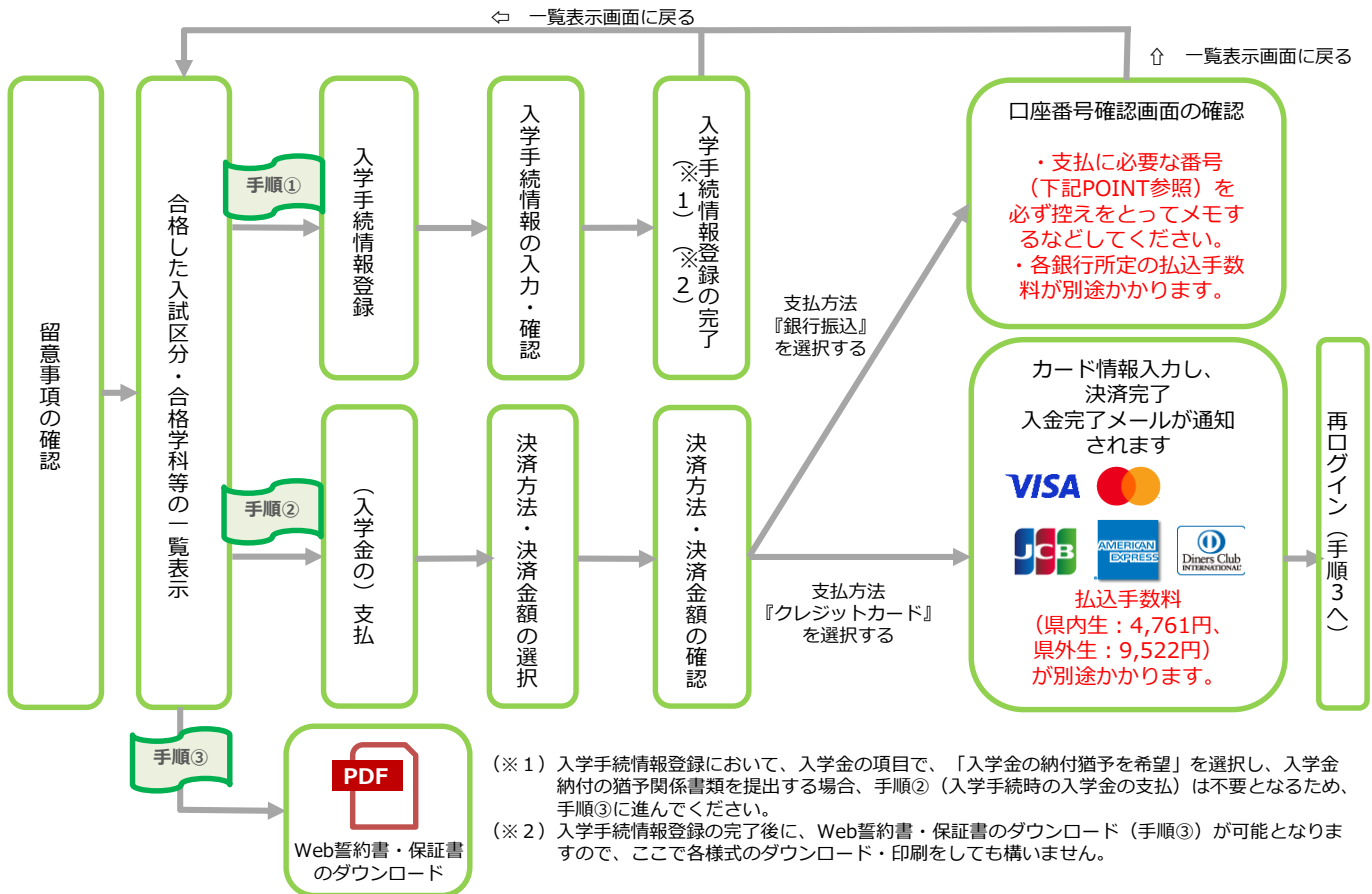 ⇦ 一覧表示画面に戻る
⇧ 一覧表示画面に戻る
留意事項の確認
合格した入試区分・合格学科等の一覧表示
手順①
入学手続情報登録
入学手続情報の入力・確認
入学手続情報登録の完了
（※１）（※２）
手順②
（入学金の）支払
決済方法・決済金額の選択
決済方法・決済金額の確認
支払方法
『銀行振込』
を選択する
口座番号確認画面の確認
・支払に必要な番号
（下記POINT参照）を
必ず控えをとってメモす
るなどしてください。
・各銀行所定の払込手数
料が別途かかります。
支払方法
『クレジットカード』
を選択する
カード情報入力し、
決済完了
入金完了メールが通知
されます
VISA
JCB
AMERICAN
EXPRESS
Diners Club
INTERNATIONAL
払込手数料
（県内生：4,761円、
県外生：9,522円）
が別途かかります。
再ログイン（手順３へ）
手順③
PDF
Web誓約書・保証書
のダウンロード
（※１）入学手続情報登録において、入学金の項目で、「入学金の納付猶予を希望」を選択し、入学金
納付の猶予関係書類を提出する場合、手順②（入学手続時の入学金の支払）は不要となるため、
手順③に進んでください。
（※２）入学手続情報登録の完了後に、Web誓約書・保証書のダウンロード（手順③）が可能となりま
すので、ここで各様式のダウンロード・印刷をしても構いません。